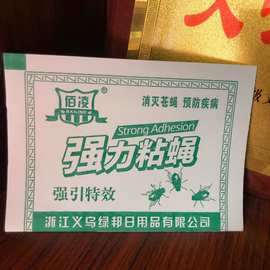 佰凌
BAILING
消灭苍蝇 预防疾病
Strong Adhesion
强力粘蝇
强引特效
浙江义乌绿邦日用品有限公司